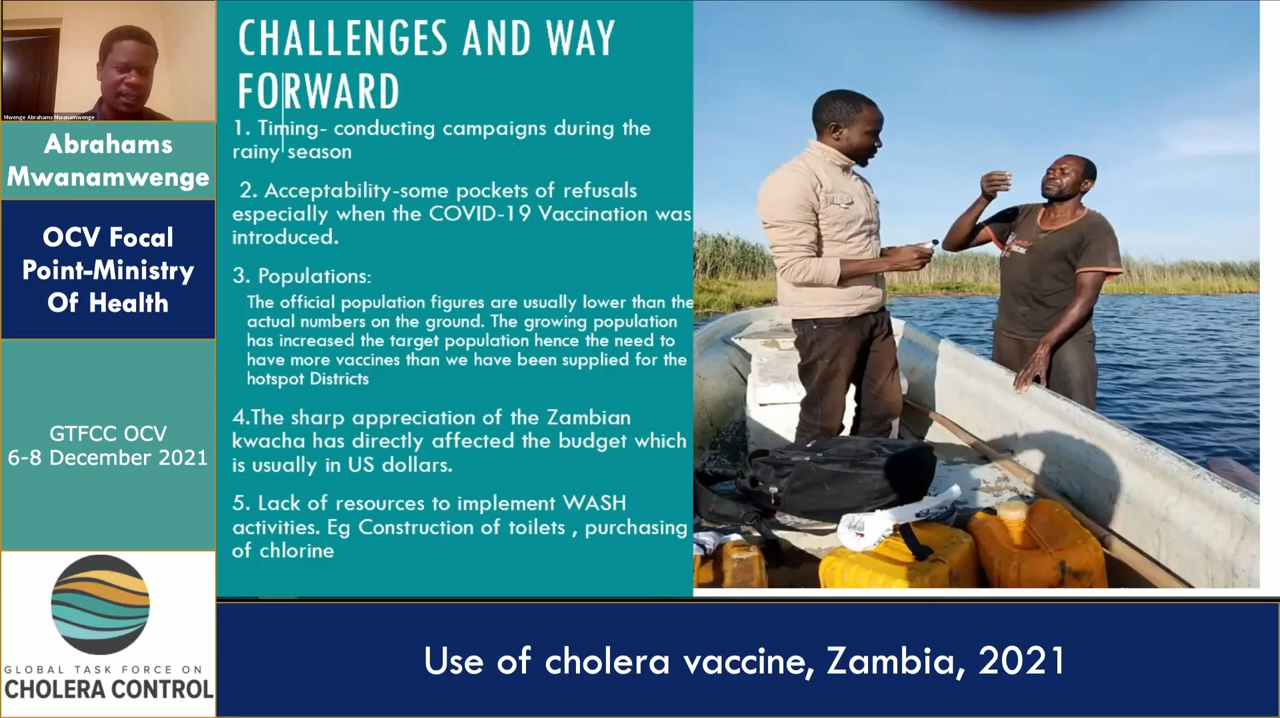 Mwenge Abrahams Mwanamwenge
Abrahams
Mwanamwenge
OCV Focal
Point-Ministry
Of Health
GTFCC OCV
6-8 December 2021
GLOBAL TASK FORCE ON
CHOLERA CONTROL
CHALLENGES AND WAY
FORWARD
1. Timing- conducting campaigns during the
rainy season
2. Acceptability-some pockets of refusals
especially when the COVID-19 Vaccination was
introduced.
3. Populations:
The official population figures are usually lower than the
actual numbers on the ground. The growing population
has increased the target population hence the need to
have more vaccines than we have been supplied for the
hotspot Districts
4.The sharp appreciation of the Zambian
kwacha has directly affected the budget which
is usually in US dollars.
5. Lack of resources to implement WASH
activities. Eg Construction of toilets , purchasing
of chlorine
Use of cholera vaccine, Zambia, 2021